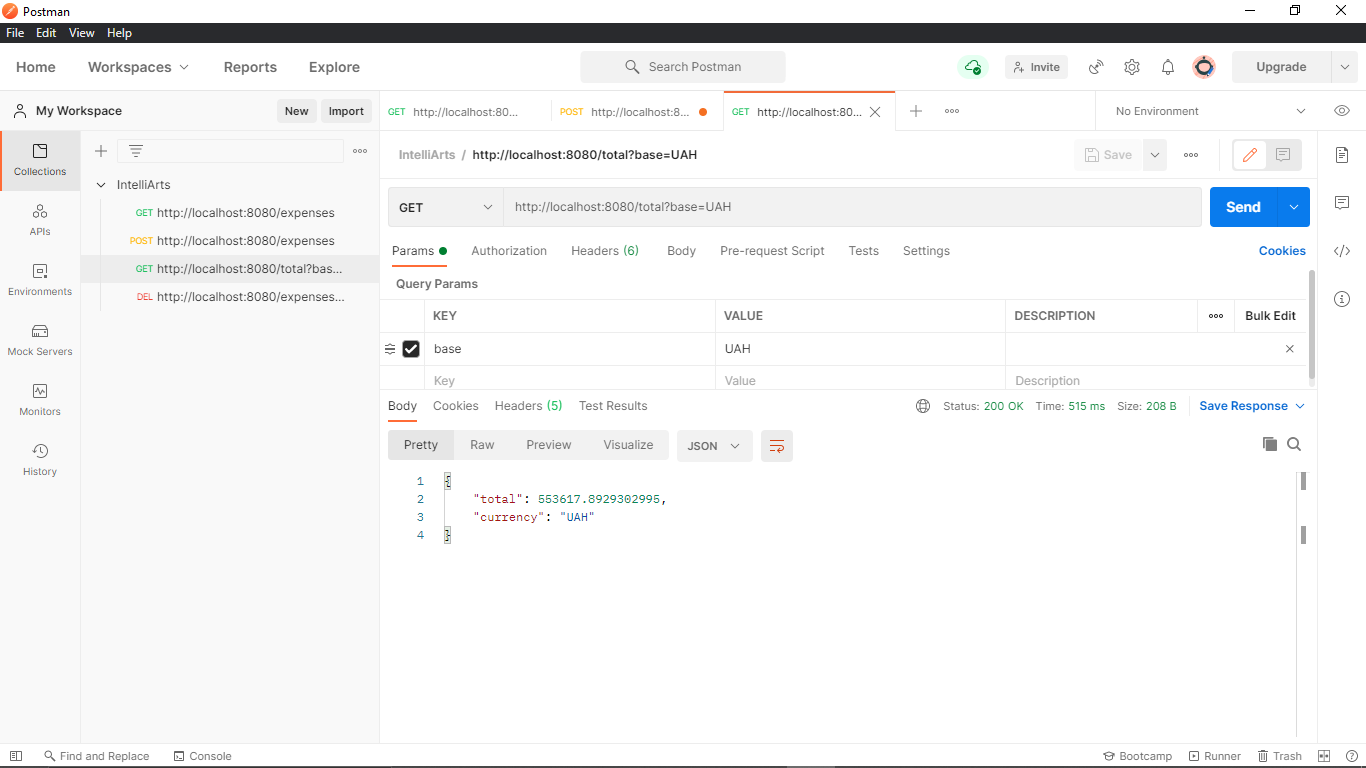 Postman
File Edit View Help
Home Workspaces Reports Explore Search Postman Invite Upgrade
My Workspace New Import
GET http://localhost:80... POST http://localhost:8... GET http://localhost:80... No Environment
Collections
APIs
Environments
Mock Servers
Monitors
History
IntelliArts
GET http://localhost:8080/expenses
POST http://localhost:8080/expenses
GET http://localhost:8080/total?bas...
DEL http://localhost:8080/expenses...
IntelliArts / http://localhost:8080/total?base=UAH Save
GET http://localhost:8080/total?base=UAH Send
Params Authorization Headers (6) Body Pre-request Script Tests Settings Cookies
Query Params
KEY VALUE DESCRIPTION Bulk Edit
base UAH
Key Value Description
Body Cookies Headers (5) Test Results Status: 200 OK Time: 515 ms Size: 208 B Save Response
Pretty Raw Preview Visualize JSON
1 {
2 "total": 553617.8929302995,
3 "currency": "UAH"
4 }
Find and Replace Console Bootcamp Runner Trash